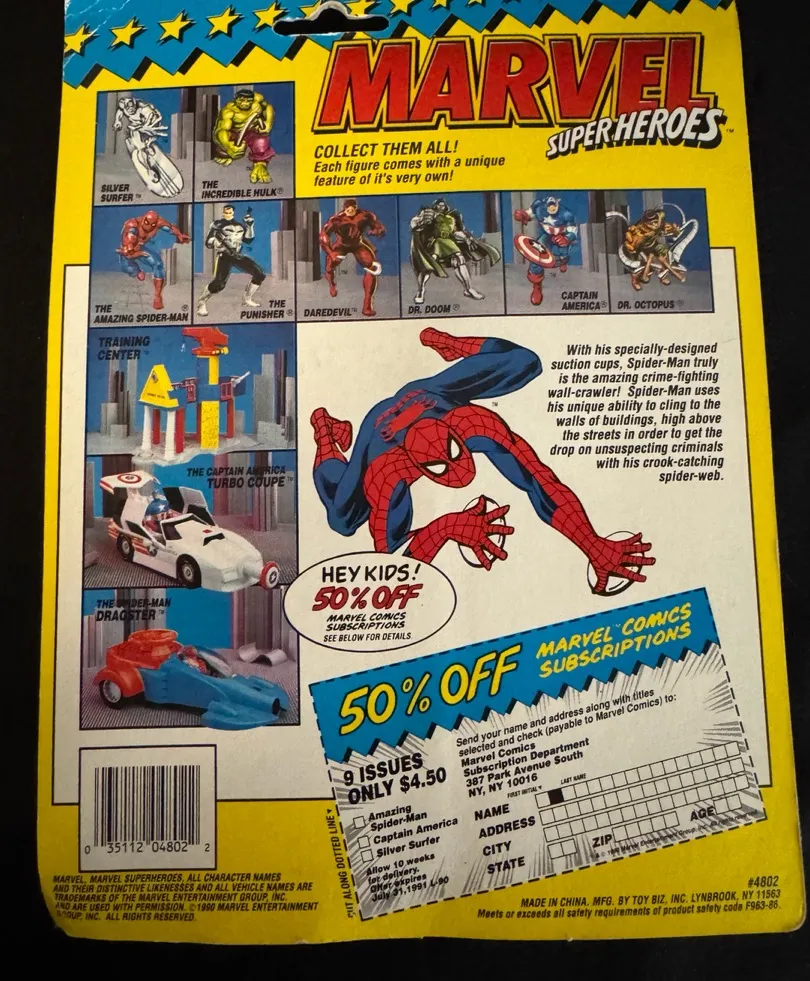 MARVEL
SUPER HEROES™
COLLECT THEM ALL!
Each figure comes with a unique
feature of it's very own!
SILVER
SURFER™
THE
INCREDIBLE HULK®
THE
AMAZING SPIDER-MAN®
THE
PUNISHER®
DAREDEVIL™
DR. DOOM®
CAPTAIN
AMERICA®
DR. OCTOPUS®
TRAINING
CENTER™
THE CAPTAIN AMERICA
TURBO COUPE™
THE SPIDER-MAN
DRAGSTER™
With his specially-designed
suction cups, Spider-Man truly
is the amazing crime-fighting
wall-crawler! Spider-Man uses
his unique ability to cling to the
walls of buildings, high above
the streets in order to get the
drop on unsuspecting criminals
with his crook-catching
spider-web.
™
HEY KIDS!
50% OFF
MARVEL COMICS
SUBSCRIPTIONS
SEE BELOW FOR DETAILS
50% OFF
MARVEL™ COMICS
SUBSCRIPTIONS
Send your name and address along with titles
selected and check (payable to Marvel Comics) to:
Marvel Comics
Subscription Department
387 Park Avenue South
NY, NY 10016
9 ISSUES
ONLY $4.50
Amazing
Spider-Man
Captain America
Silver Surfer
Allow 10 weeks
for delivery.
Offer expires
July 31,1991 L-90
FIRST INITIAL
LAST NAME
NAME
ADDRESS
CITY
STATE
ZIP
AGE
CUT ALONG DOTTED LINE
0 35112 04802 2
MARVEL, MARVEL SUPERHEROES, ALL CHARACTER NAMES
AND THEIR DISTINCTIVE LIKENESSES AND ALL VEHICLE NAMES ARE
TRADEMARKS OF THE MARVEL ENTERTAINMENT GROUP, INC.
AND ARE USED WITH PERMISSION. ©1990 MARVEL ENTERTAINMENT
GROUP, INC. ALL RIGHTS RESERVED.
#4802
MADE IN CHINA. MFG. BY TOY BIZ, INC. LYNBROOK, NY 11563
Meets or exceeds all safety requirements of product safety code F963-86.